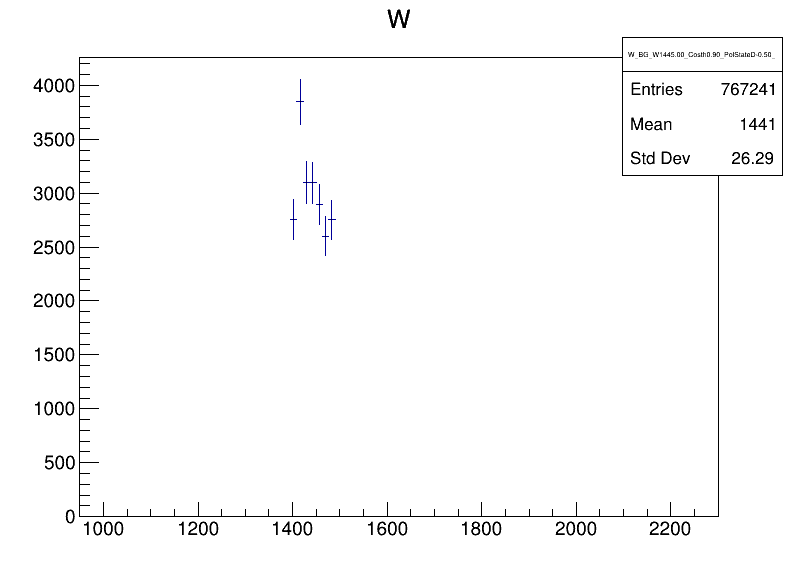 W
W_BG_W1445.00_Costh0.90_PolStateD-0.50_
Entries 767241
Mean 1441
Std Dev 26.29
4000
3500
3000
2500
2000
1500
1000
500
0
1000 1200 1400 1600 1800 2000 2200